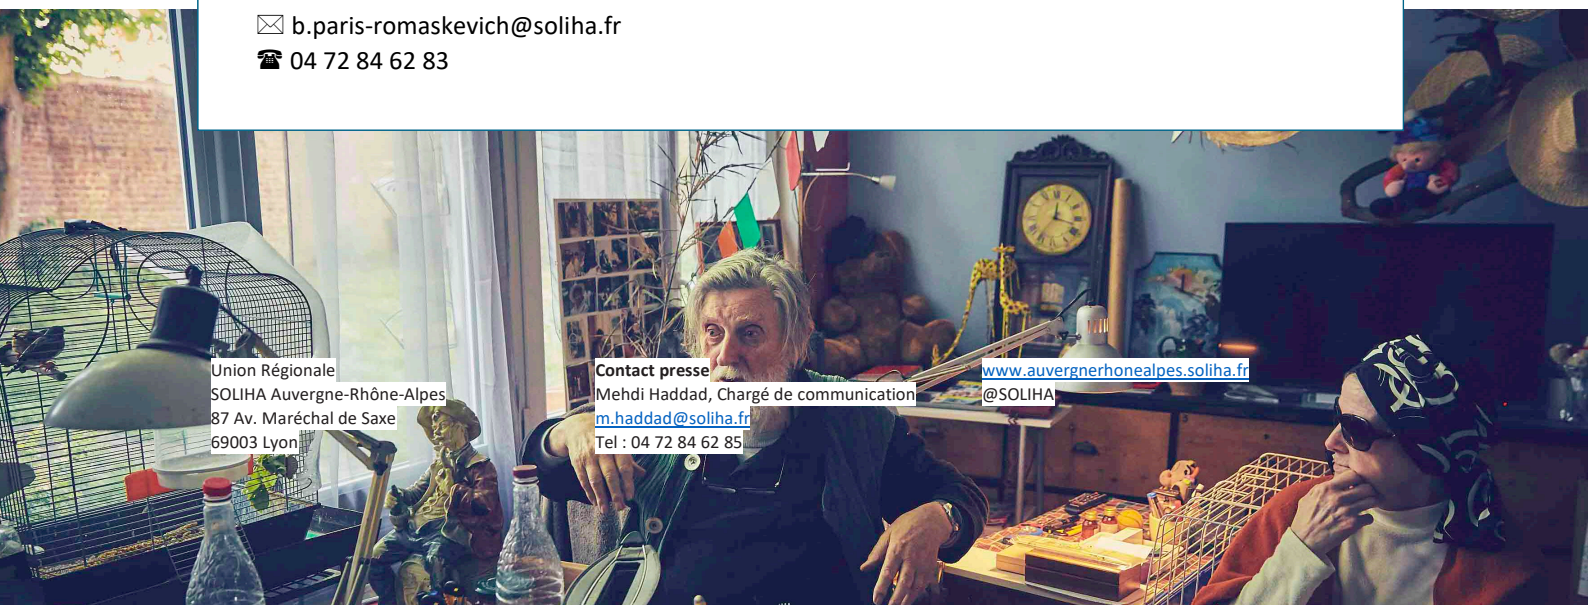 ✉ b.paris-romaskevich@soliha.fr
☎ 04 72 84 62 83
Union Régionale
SOLIHA Auvergne-Rhône-Alpes
87 Av. Maréchal de Saxe
69003 Lyon
Contact presse
Mehdi Haddad, Chargé de communication
m.haddad@soliha.fr
Tel : 04 72 84 62 85
www.auvergnerhonealpes.soliha.fr
@SOLIHA